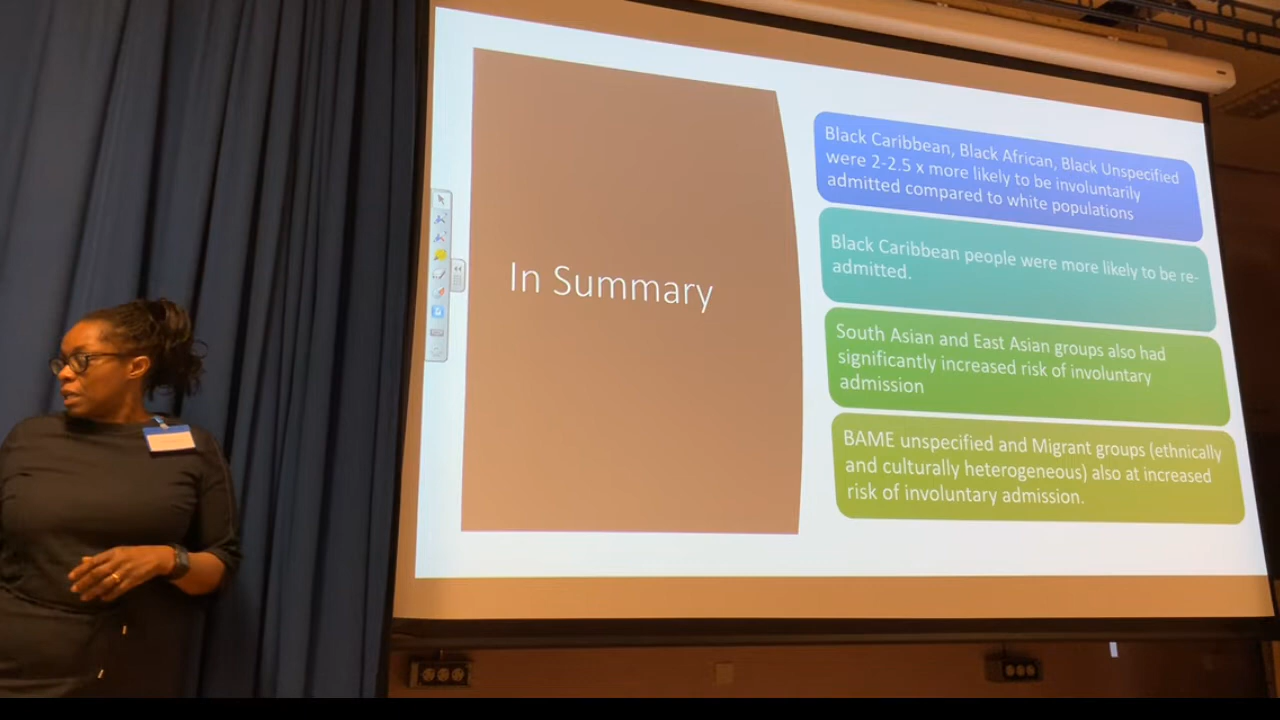 In Summary
Black Caribbean, Black African, Black Unspecified
were 2-2.5 x more likely to be involuntarily
admitted compared to white populations
Black Caribbean people were more likely to be re-
admitted.
South Asian and East Asian groups also had
significantly increased risk of involuntary
admission
BAME unspecified and Migrant groups (ethnically
and culturally heterogeneous) also at increased
risk of involuntary admission.